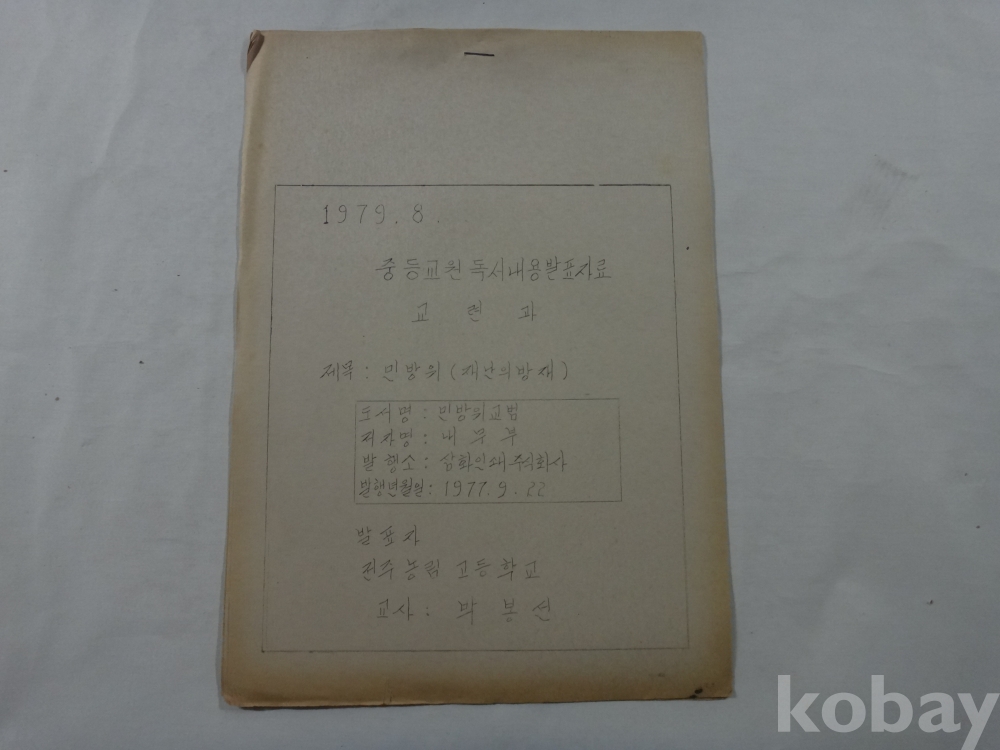 1979. 8.
중등교원독서내용발표자료
교 련 과
제목 : 민방위 (재난의방재)
도서명 : 민방위교범
저자명 : 내 무 부
발행소 : 삼화인쇄주식회사
발행년월일 : 1977. 9. 22
발표자
전주농림 고등학교
교사 : 박 봉 선
kobay